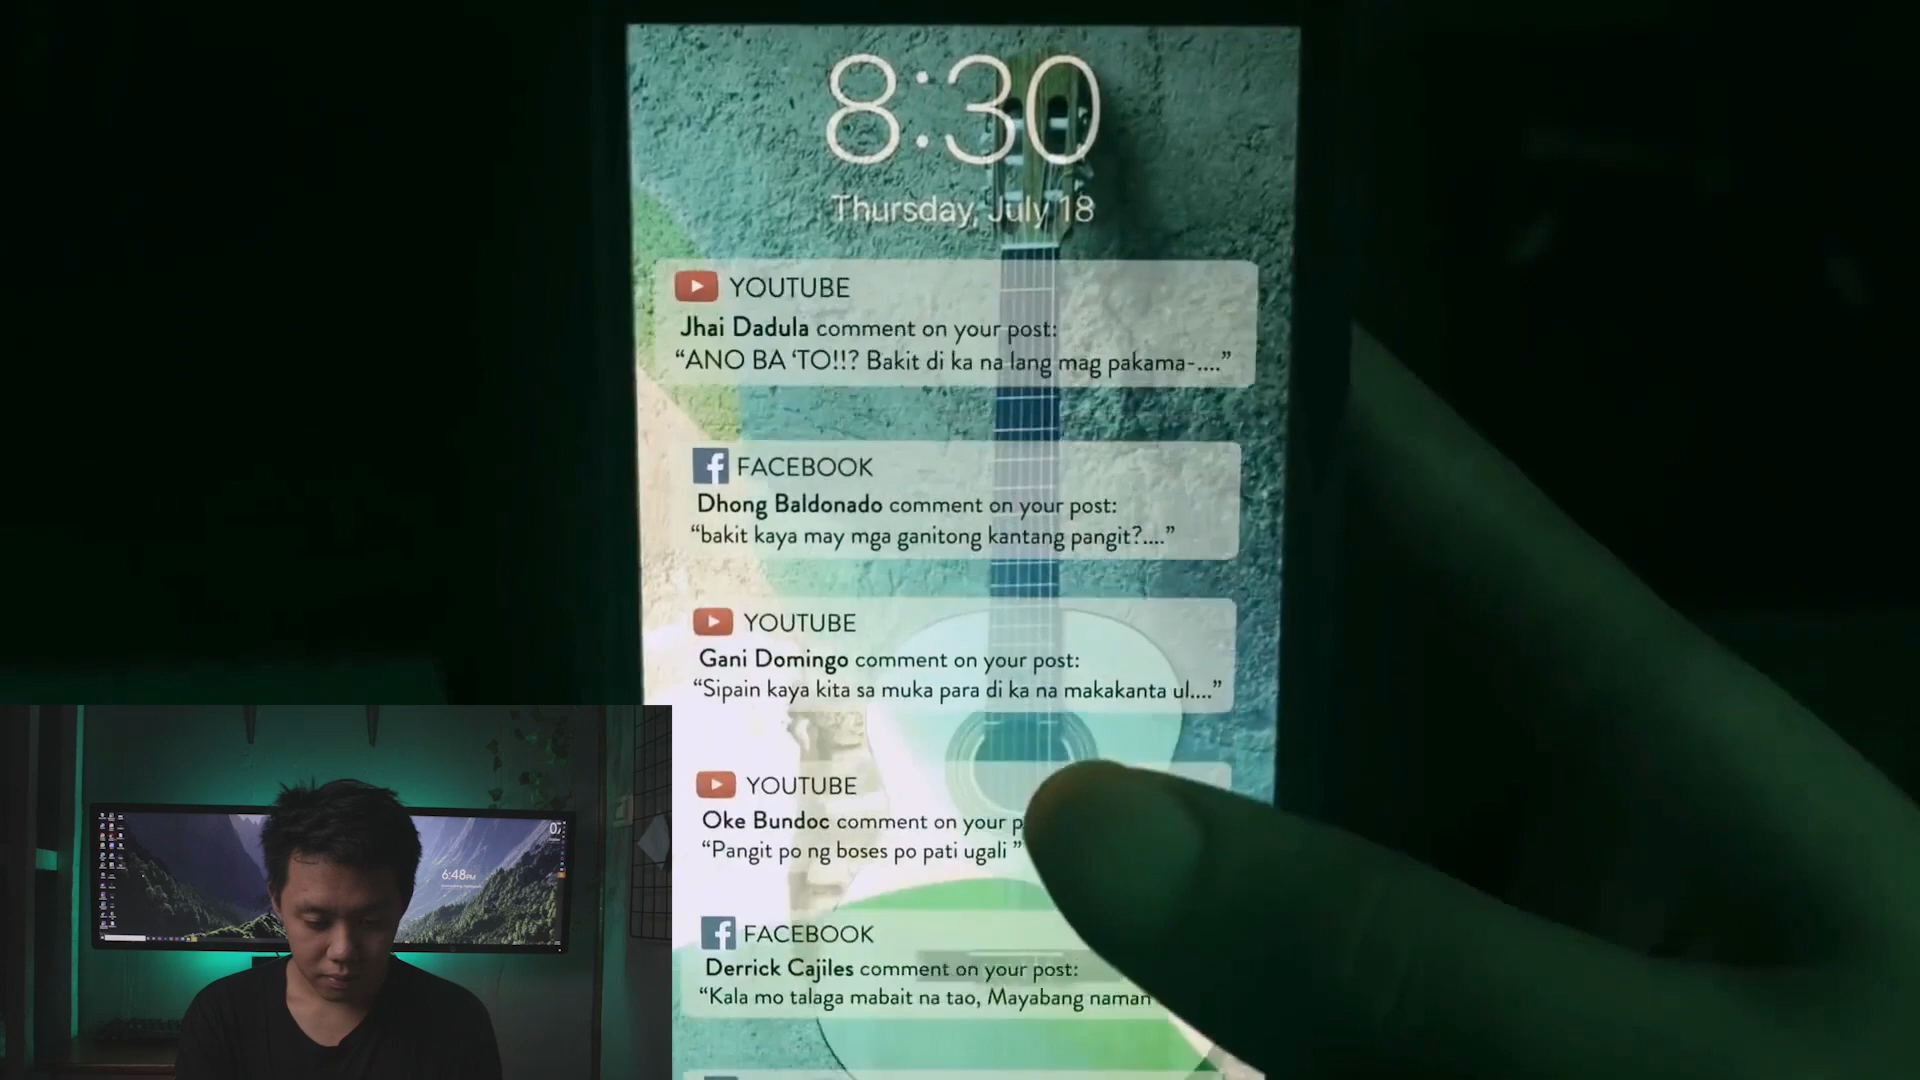 8:30
Thursday, July 18
YOUTUBE
Jhai Dadula comment on your post:
“ANO BA ‘TO!!? Bakit di ka na lang mag pakama-....”
FACEBOOK
Dhong Baldonado comment on your post:
“bakit kaya may mga ganitong kantang pangit?....”
YOUTUBE
Gani Domingo comment on your post:
“Sipain kaya kita sa muka para di ka na makakanta ul....”
YOUTUBE
Oke Bundoc comment on your p
“Pangit po ng boses po pati ugali ”
FACEBOOK
Derrick Cajiles comment on your post:
“Kala mo talaga mabait na tao, Mayabang naman
6:48PM